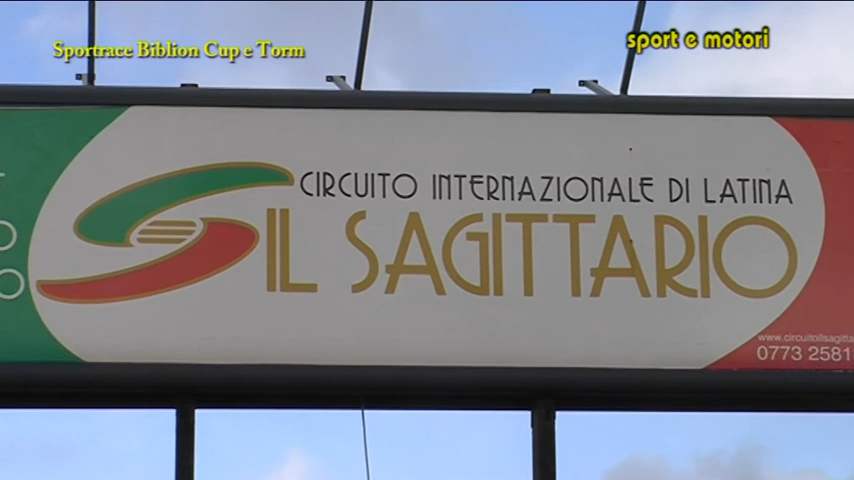 Sportrace Biblion Cup e Torm
sport e motori
CIRCUITO INTERNAZIONALE DI LATINA
IL SAGITTARIO
www.circuitoilsagitta
0773 2581